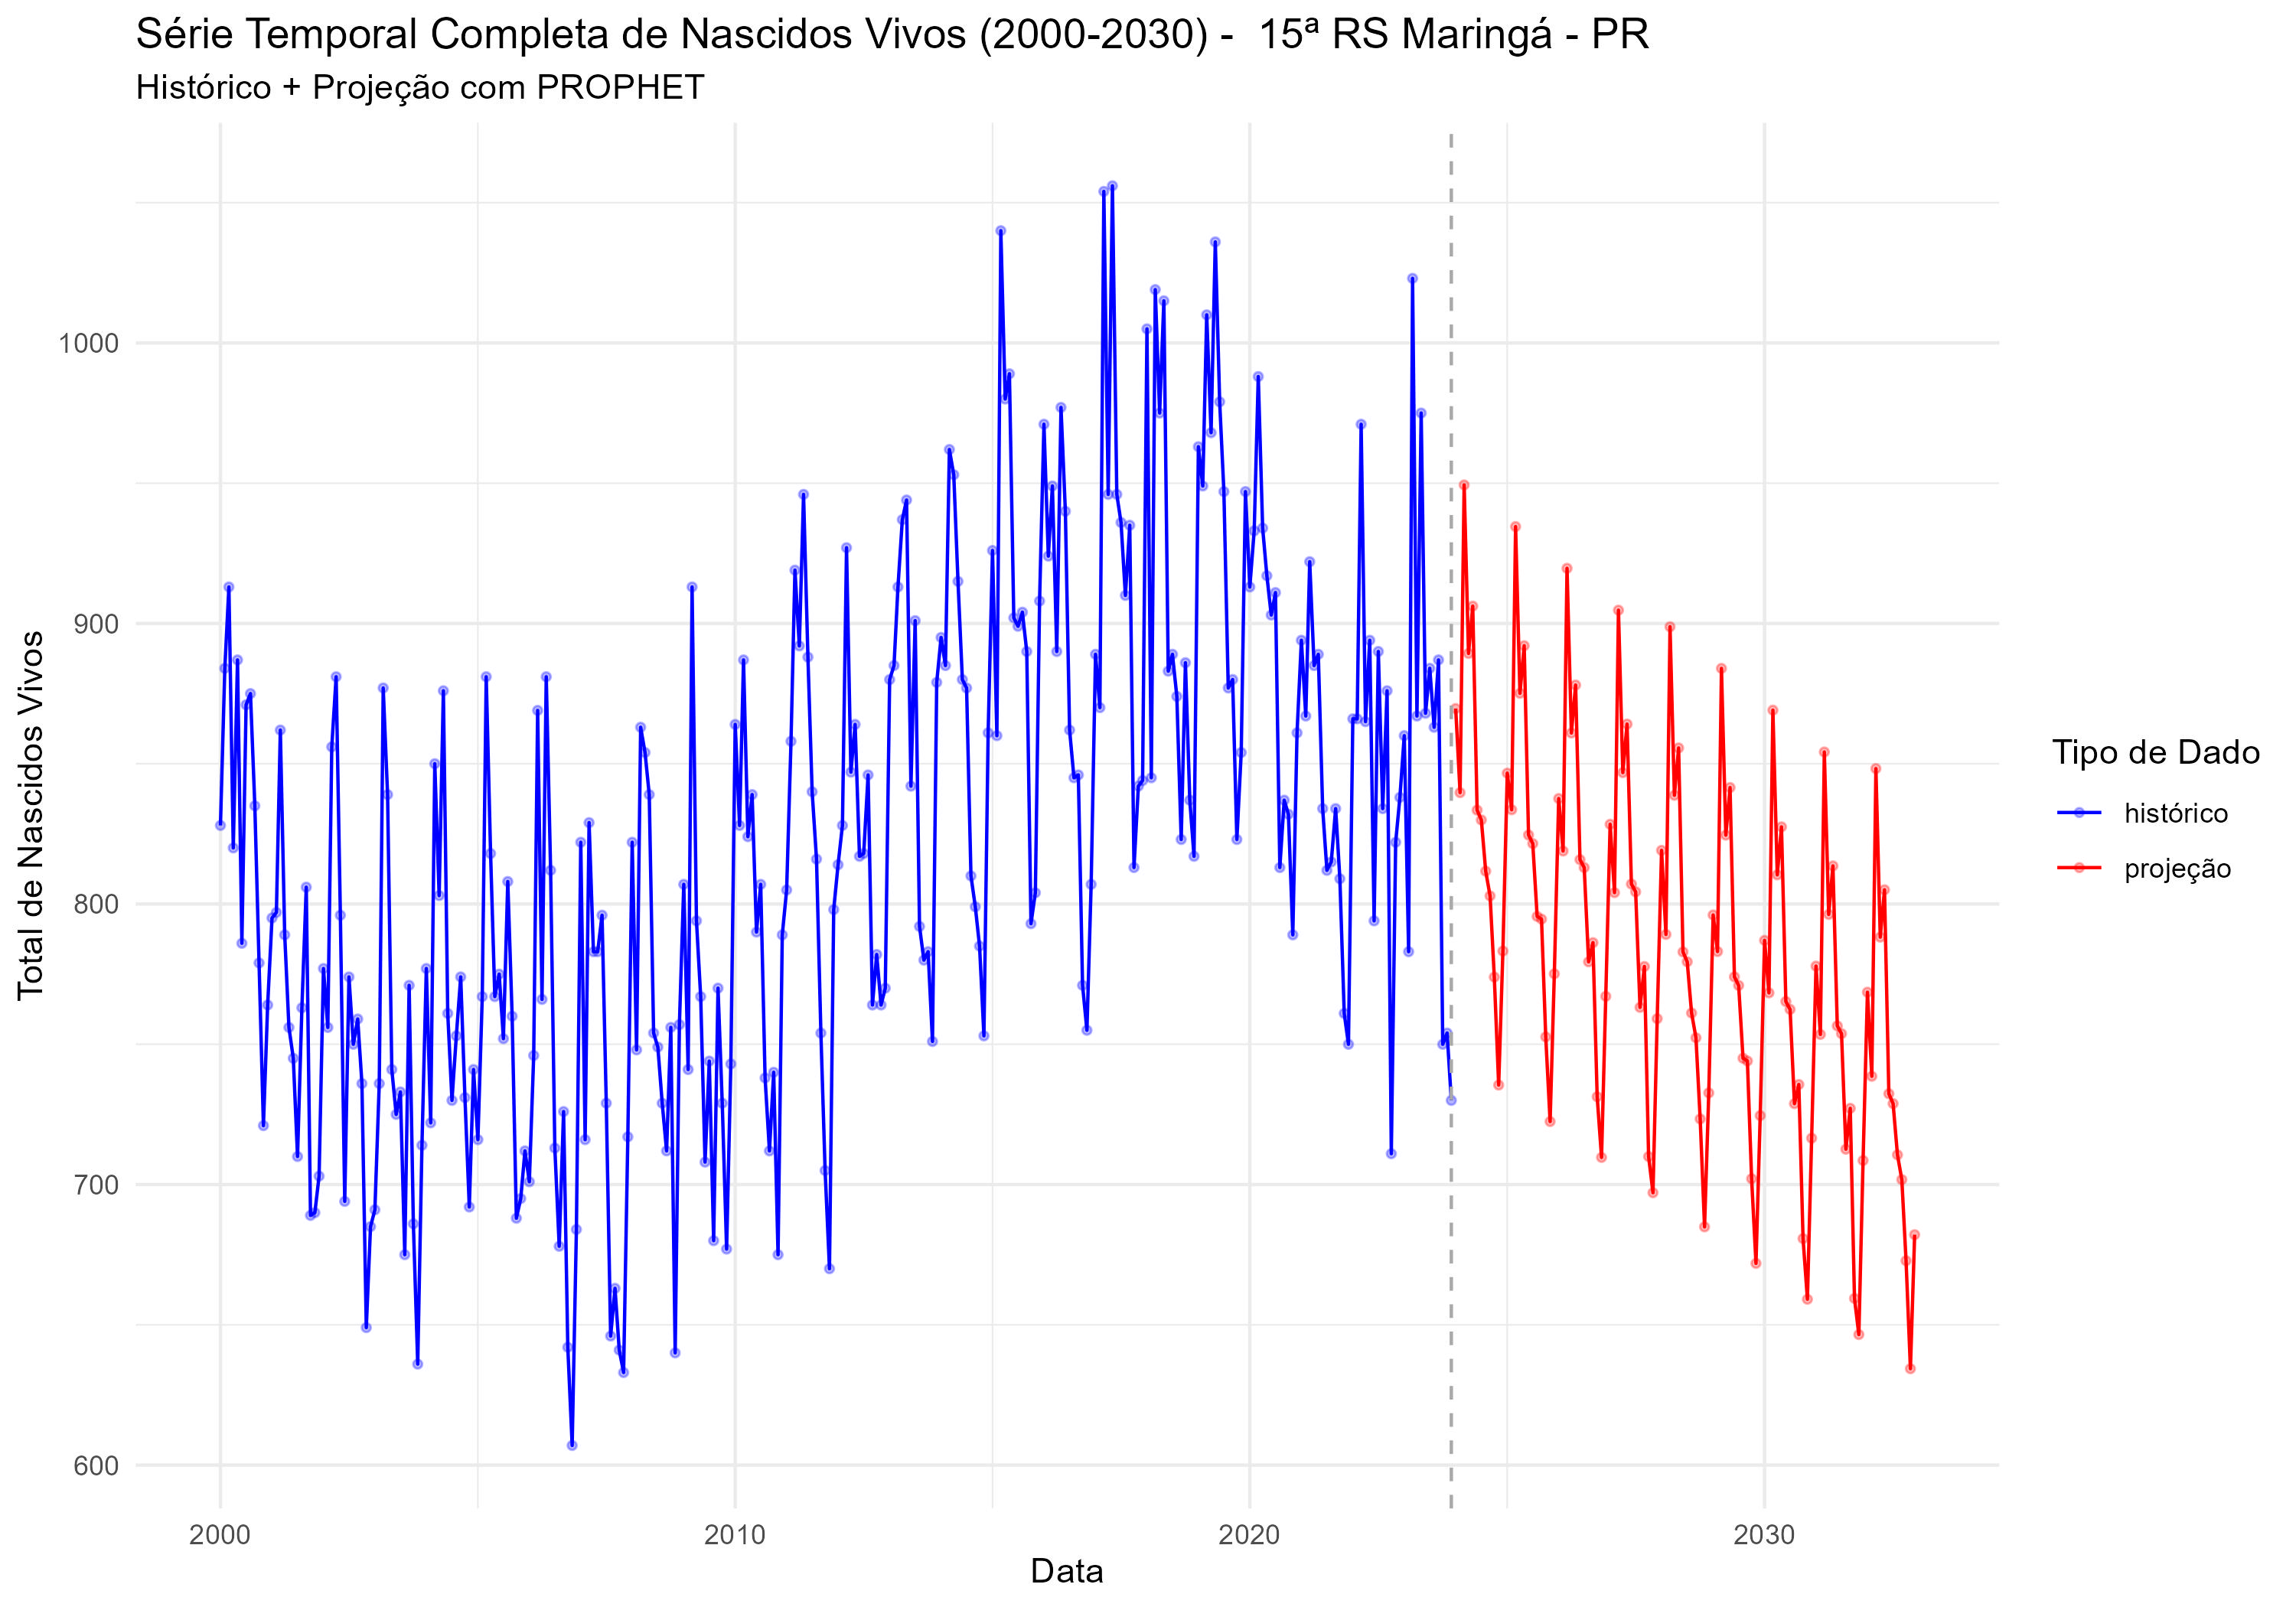 Série Temporal Completa de Nascidos Vivos (2000-2030) -  15ª RS Maringá - PR
Histórico + Projeção com PROPHET
Total de Nascidos Vivos
1000
900
800
700
600
2000
2010
2020
2030
Data
Tipo de Dado
histórico
projeção